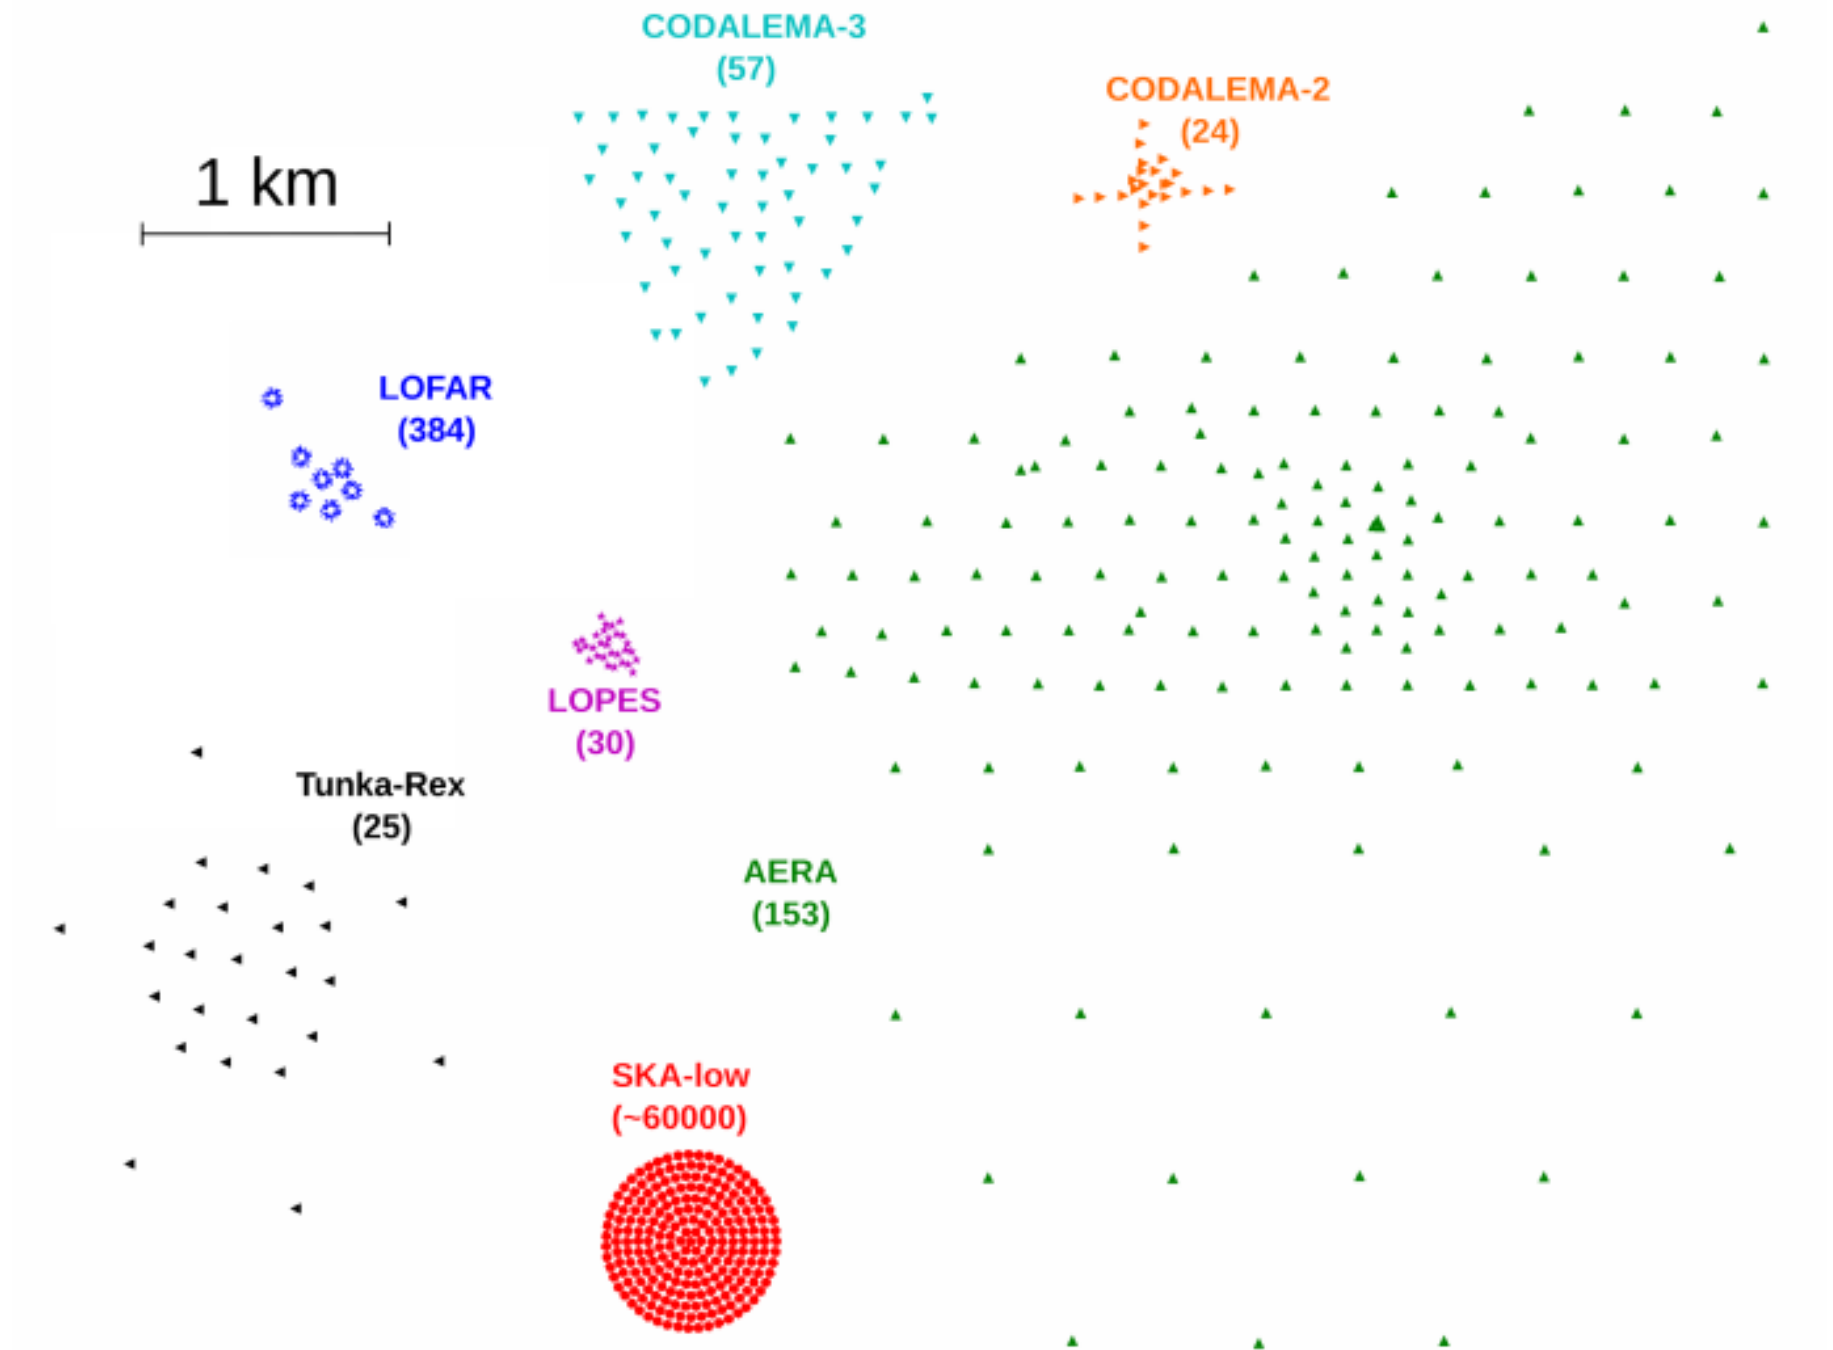 CODALEMA-3
(57)
CODALEMA-2
(24)
1 km
LOFAR
(384)
LOPES
(30)
Tunka-Rex
(25)
AERA
(153)
SKA-low
(~60000)